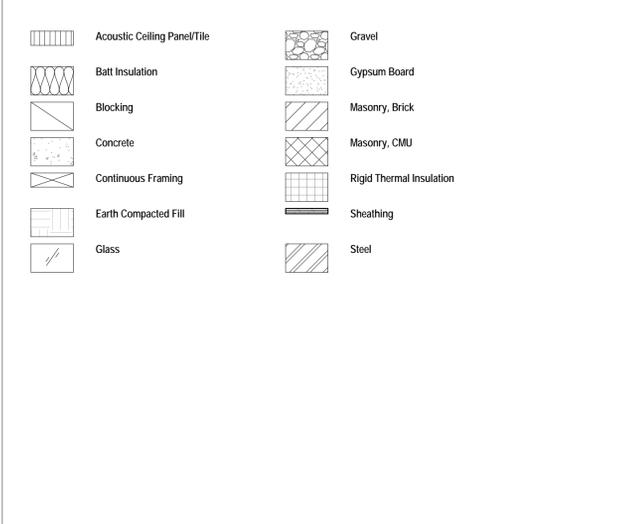 Acoustic Ceiling Panel/Tile
Batt Insulation
Blocking
Concrete
Continuous Framing
Earth Compacted Fill
Glass
Gravel
Gypsum Board
Masonry, Brick
Masonry, CMU
Rigid Thermal Insulation
Sheathing
Steel